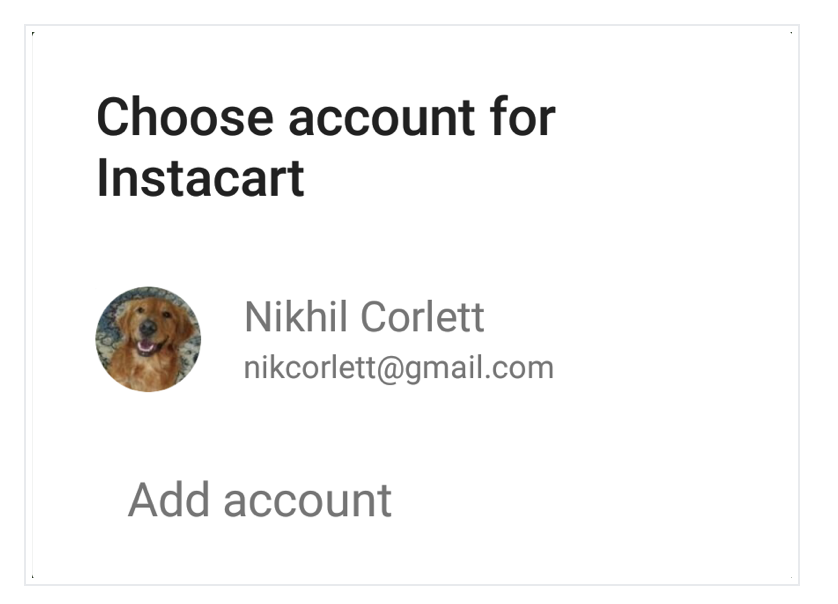 Choose account for
Instacart
Nikhil Corlett
nikcorlett@gmail.com
Add account